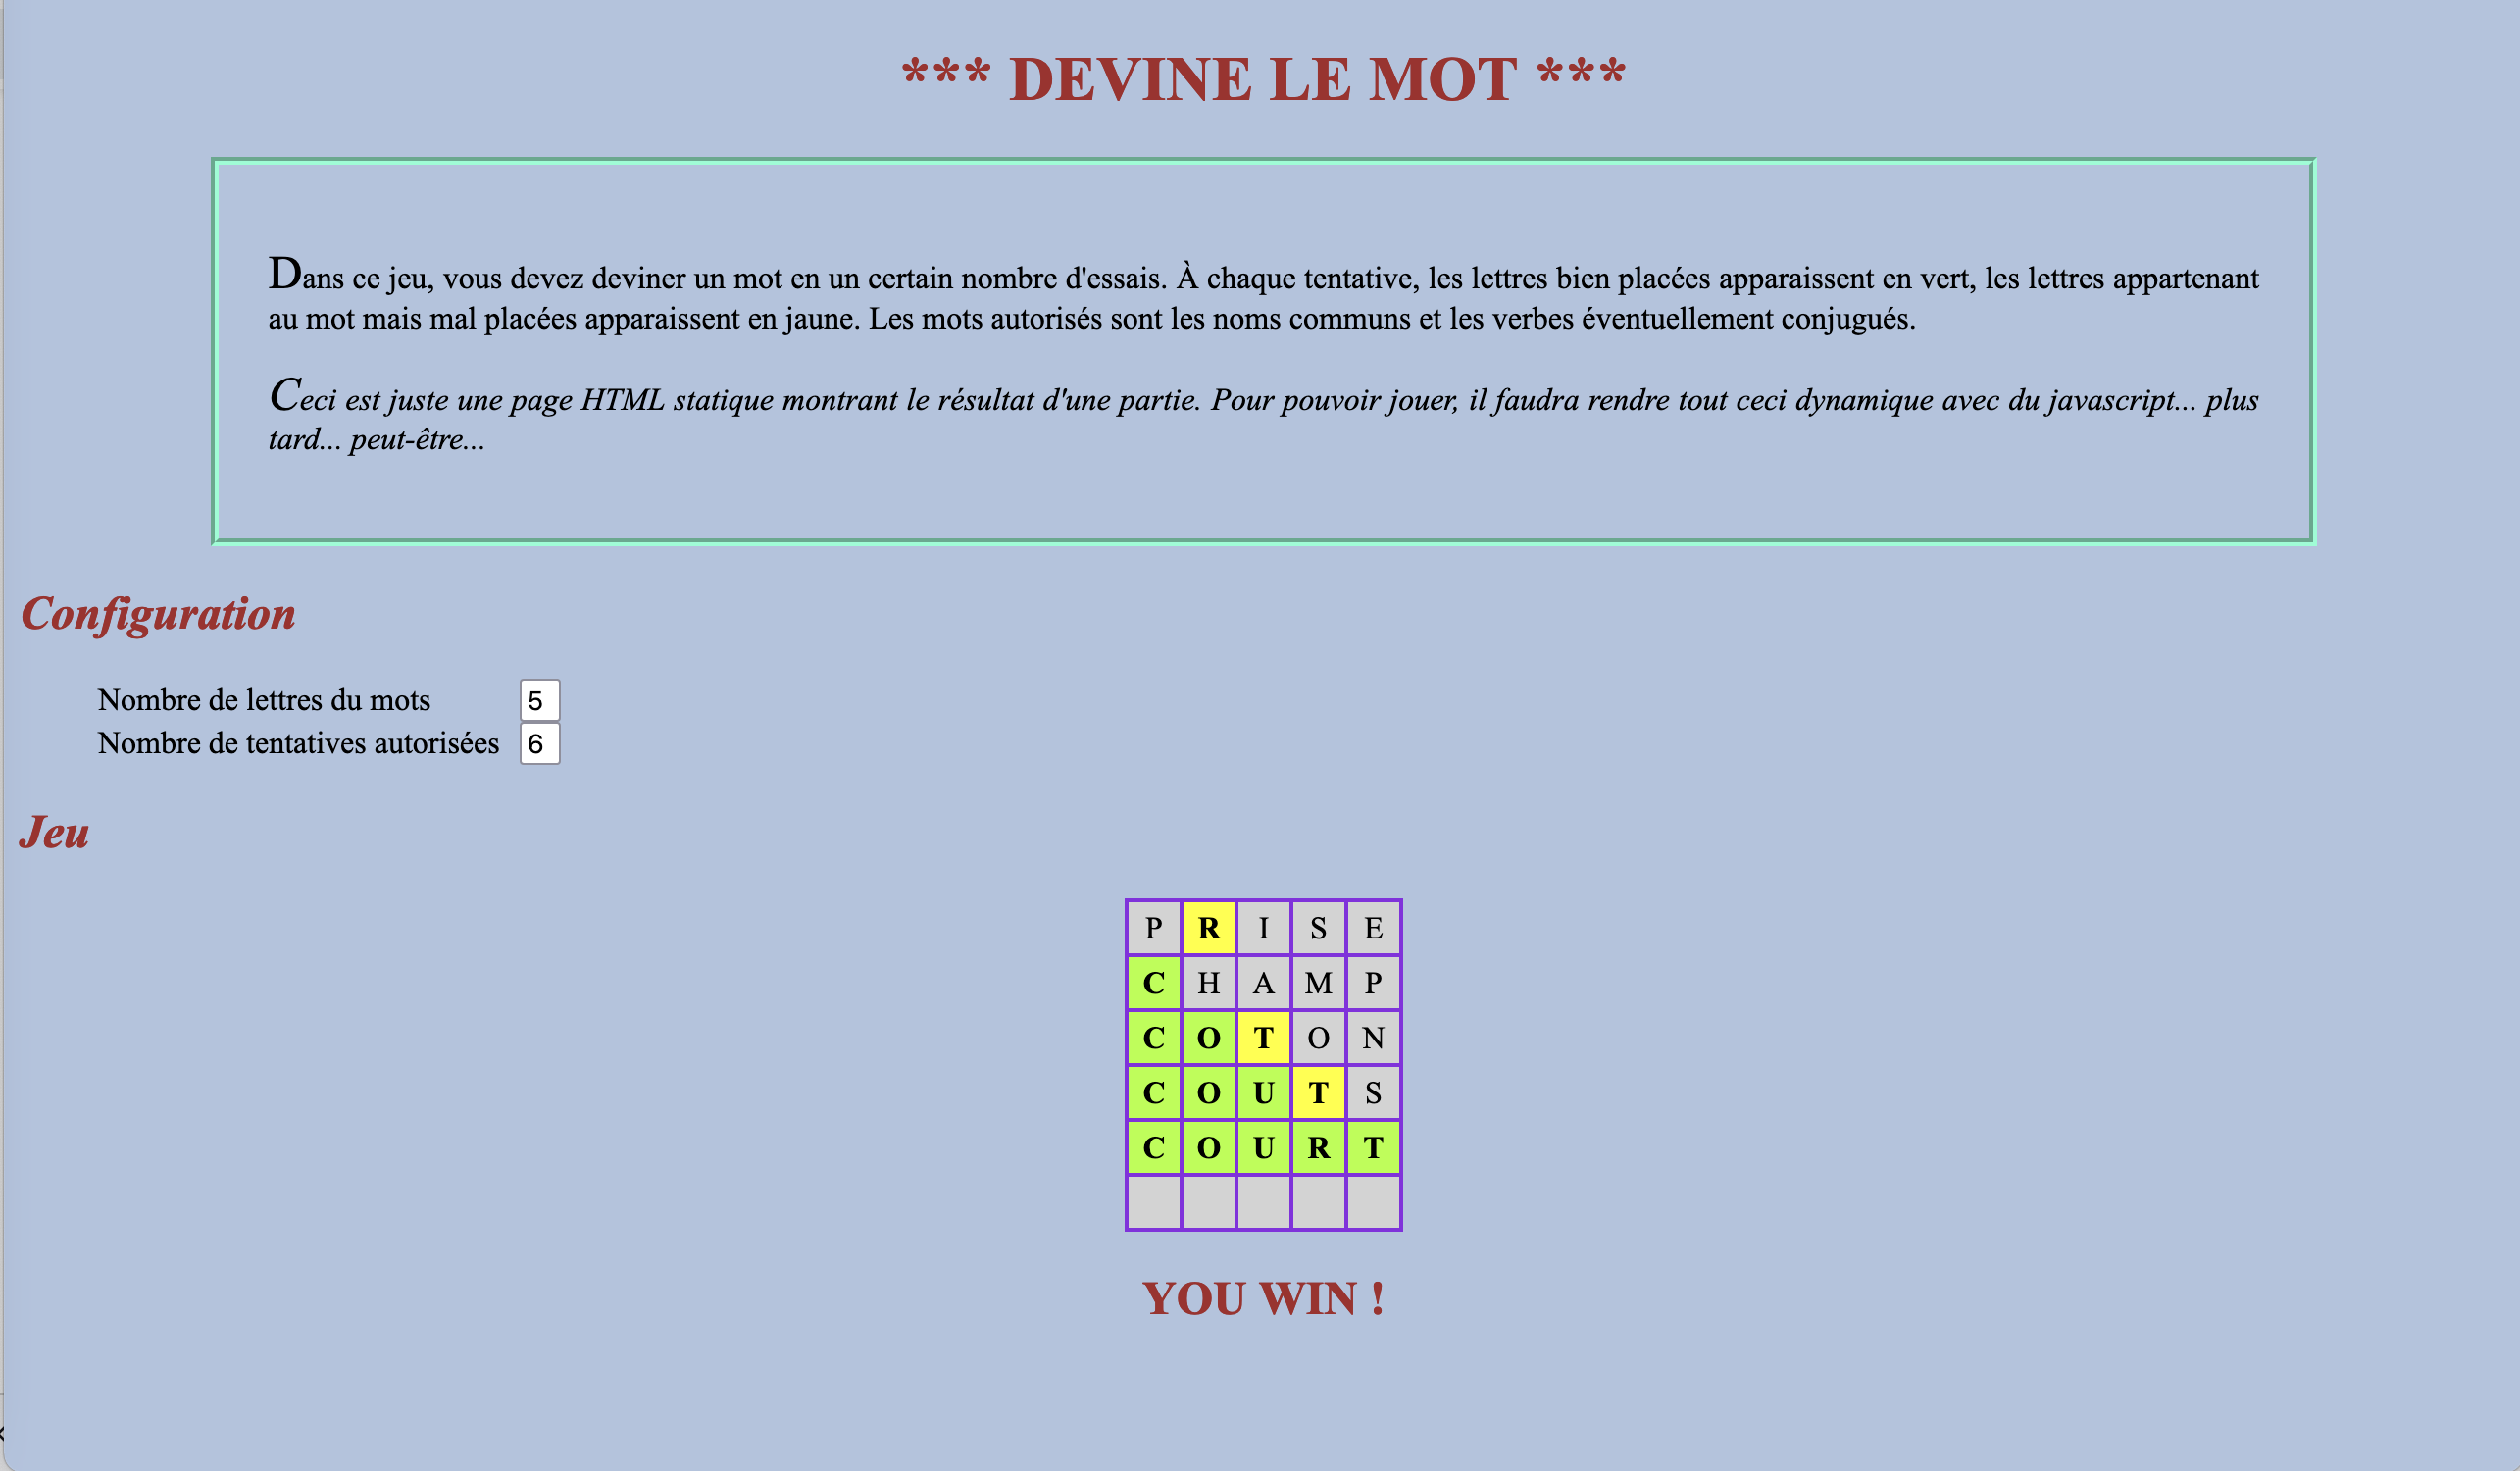 *** DEVINE LE MOT ***
Dans ce jeu, vous devez deviner un mot en un certain nombre d'essais. À chaque tentative, les lettres bien placées apparaissent en vert, les lettres appartenant
au mot mais mal placées apparaissent en jaune. Les mots autorisés sont les noms communs et les verbes éventuellement conjugués.
Ceci est juste une page HTML statique montrant le résultat d'une partie. Pour pouvoir jouer, il faudra rendre tout ceci dynamique avec du javascript... plus
tard... peut-être...
Configuration
Nombre de lettres du mots 5
Nombre de tentatives autorisées 6
Jeu
P R I S E
C H A M P
C O T O N
C O U T S
C O U R T
YOU WIN !